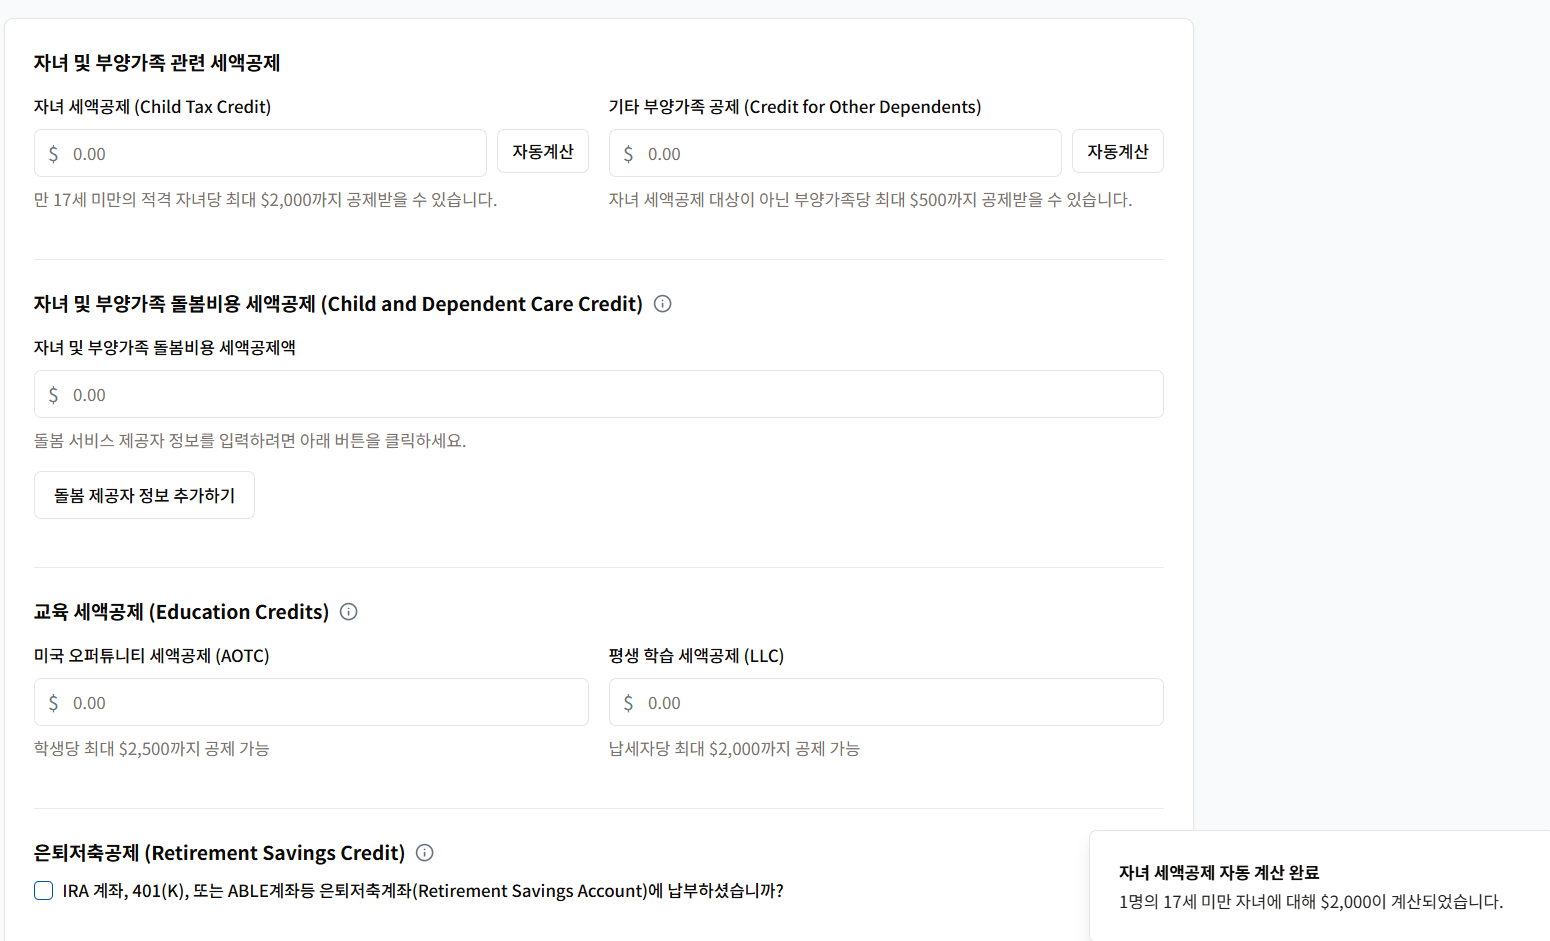 자녀 및 부양가족 관련 세액공제
자녀 세액공제 (Child Tax Credit)
기타 부양가족 공제 (Credit for Other Dependents)
$ 0.00
자동계산
$ 0.00
자동계산
만 17세 미만의 적격 자녀당 최대 $2,000까지 공제받을 수 있습니다.
자녀 세액공제 대상이 아닌 부양가족당 최대 $500까지 공제받을 수 있습니다.
자녀 및 부양가족 돌봄비용 세액공제 (Child and Dependent Care Credit)
자녀 및 부양가족 돌봄비용 세액공제액
$ 0.00
돌봄 서비스 제공자 정보를 입력하려면 아래 버튼을 클릭하세요.
돌봄 제공자 정보 추가하기
교육 세액공제 (Education Credits)
미국 오퍼튜니티 세액공제 (AOTC)
평생 학습 세액공제 (LLC)
$ 0.00
$ 0.00
학생당 최대 $2,500까지 공제 가능
납세자당 최대 $2,000까지 공제 가능
은퇴저축공제 (Retirement Savings Credit)
IRA 계좌, 401(K), 또는 ABLE계좌등 은퇴저축계좌(Retirement Savings Account)에 납부하셨습니까?
자녀 세액공제 자동 계산 완료
1명의 17세 미만 자녀에 대해 $2,000이 계산되었습니다.